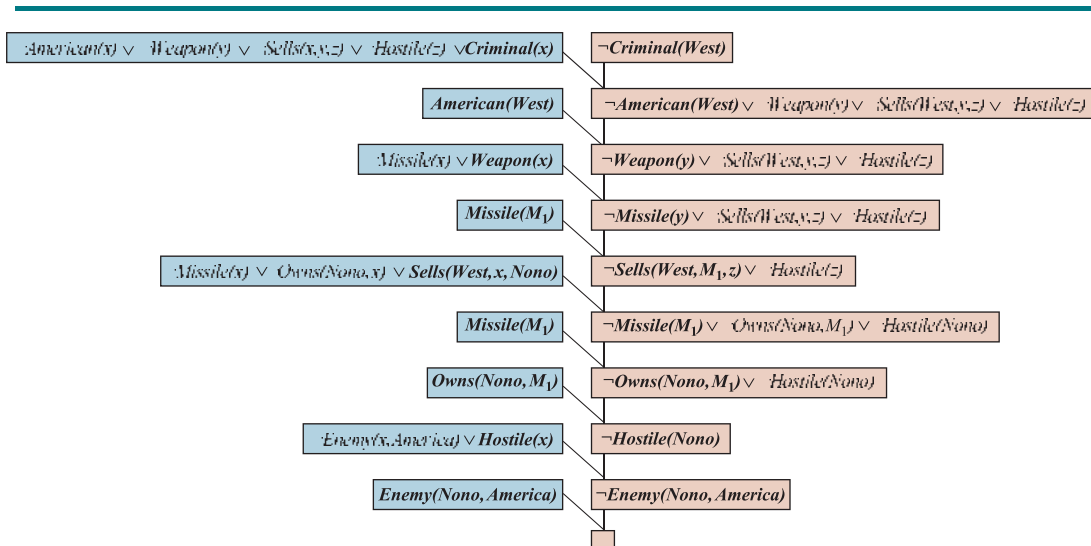 American(x) ∨ Weapon(y) ∨ Sells(x,y,z) ∨ Hostile(z) ∨Criminal(x) ¬Criminal(West)
American(West) ¬American(West) ∨ Weapon(y) ∨ Sells(West,y,z) ∨ Hostile(z)
Missile(x) ∨Weapon(x) ¬Weapon(y) ∨ Sells(West,y,z) ∨ Hostile(z)
Missile(M₁) ¬Missile(y) ∨ Sells(West,y,z) ∨ Hostile(z)
Missile(x) ∨ Owns(Nono,x) ∨ Sells(West,x,Nono) ¬Sells(West,M₁,z) ∨ Hostile(z)
Missile(M₁) ¬Missile(M₁) ∨ Owns(Nono,M₁) ∨ Hostile(Nono)
Owns(Nono,M₁) ¬Owns(Nono,M₁) ∨ Hostile(Nono)
Enemy(x,America) ∨Hostile(x) ¬Hostile(Nono)
Enemy(Nono,America) ¬Enemy(Nono,America)